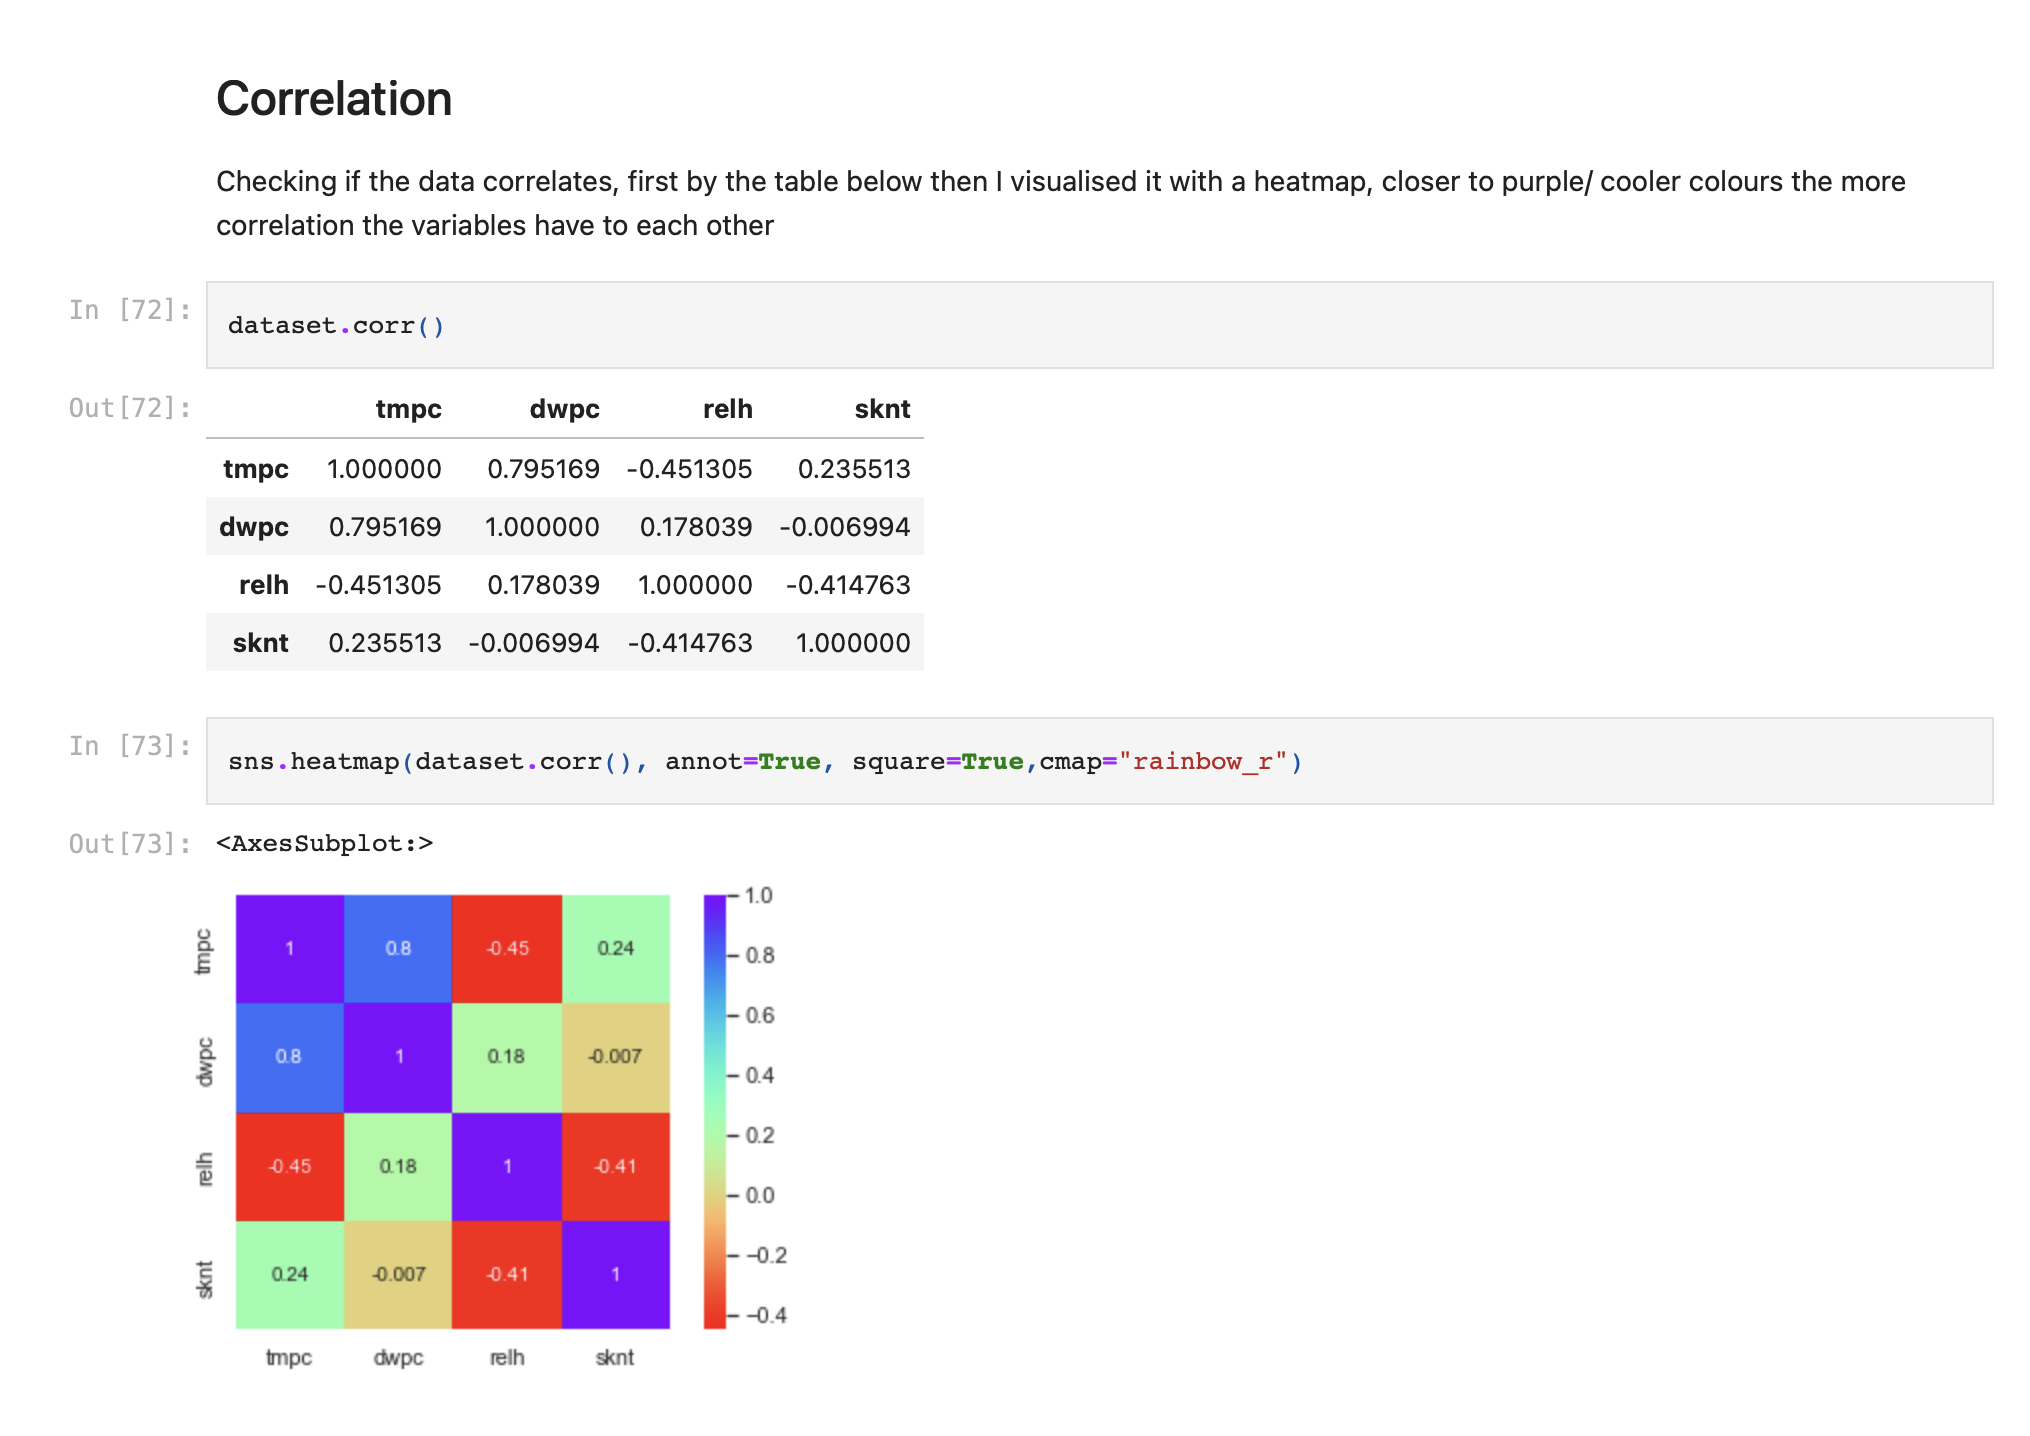 Correlation
Checking if the data correlates, first by the table below then I visualised it with a heatmap, closer to purple/ cooler colours the more
correlation the variables have to each other
In [72]: dataset.corr()
Out[72]: tmpc dwpc relh sknt
tmpc 1.000000 0.795169 -0.451305 0.235513
dwpc 0.795169 1.000000 0.178039 -0.006994
relh -0.451305 0.178039 1.000000 -0.414763
sknt 0.235513 -0.006994 -0.414763 1.000000
In [73]: sns.heatmap(dataset.corr(), annot=True, square=True,cmap="rainbow_r")
Out[73]: <AxesSubplot:>
tmpc 1 0.8 -0.45 0.24
dwpc 0.8 1 0.18 -0.007
relh -0.45 0.18 1 -0.41
sknt 0.24 -0.007 -0.41 1
tmpc dwpc relh sknt
1.0
0.8
0.6
0.4
0.2
0.0
−0.2
−0.4